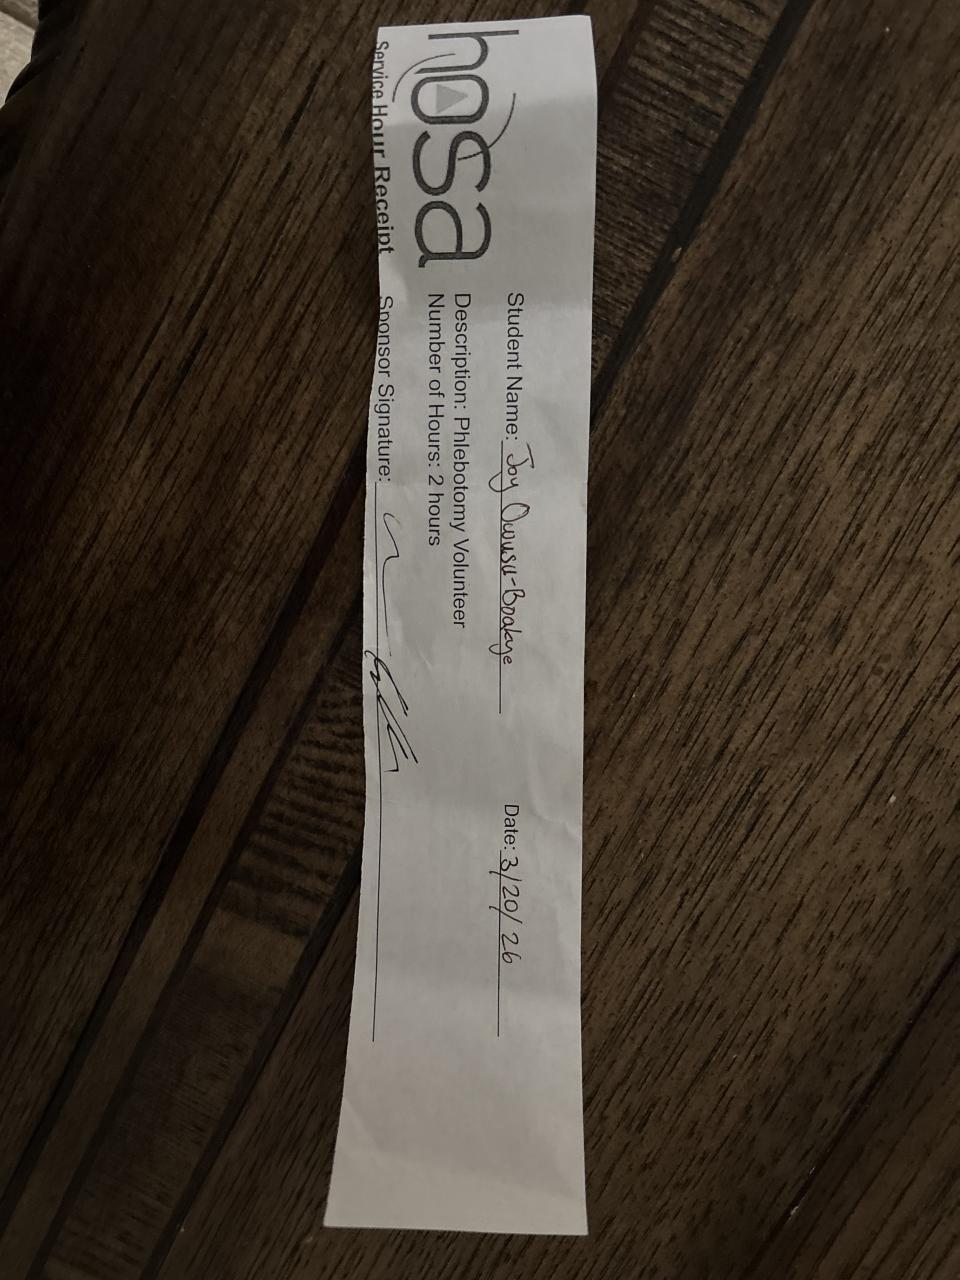 hosa
Service Hour Receipt
Student Name: Joy Owusu-Boakye Date: 3/20/26
Description: Phlebotomy Volunteer
Number of Hours: 2 hours
Sponsor Signature: